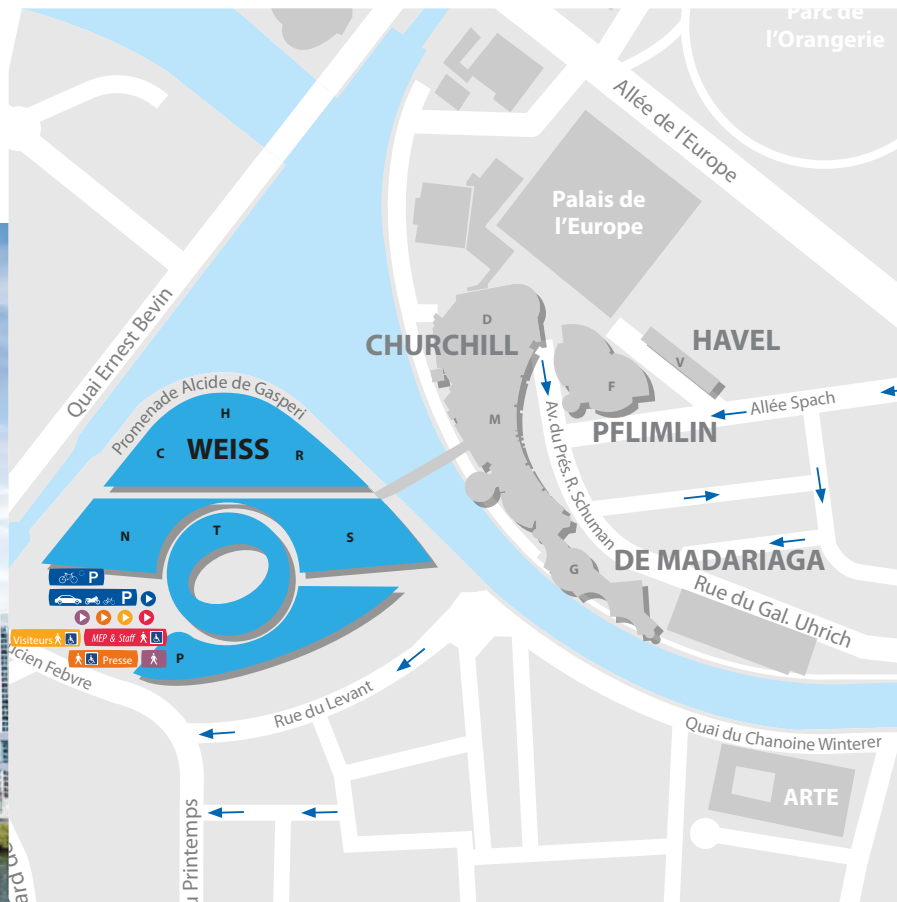 Parc de
l'Orangerie
Allée de l'Europe
Palais de
l'Europe
Quai Ernest Bevin
D
CHURCHILL
HAVEL
V
F
Allée Spach
Promenade Alcide de Gasperi
Av. du Prés. R. Schuman
PFLIMLIN
M
H
C
WEISS
R
L
N
T
S
DE MADARIAGA
G
Rue du Gal. Uhrich
P
P
Visiteurs
MEP & Staff
Presse
P
Febvre
Rue du Levant
Quai du Chanoine Winterer
ARTE
Printemps